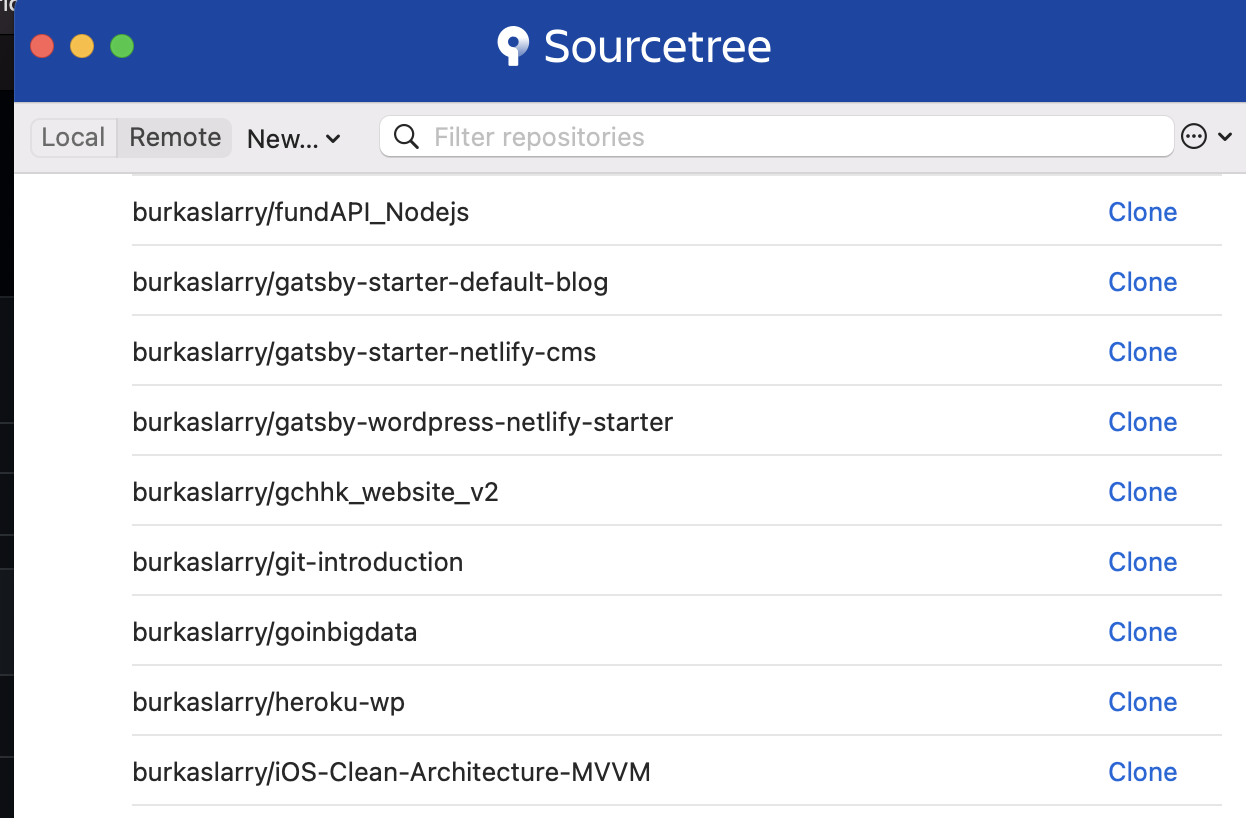 Sourcetree
Local Remote New... Filter repositories
burkaslarry/fundAPI_Nodejs Clone
burkaslarry/gatsby-starter-default-blog Clone
burkaslarry/gatsby-starter-netlify-cms Clone
burkaslarry/gatsby-wordpress-netlify-starter Clone
burkaslarry/gchhk_website_v2 Clone
burkaslarry/git-introduction Clone
burkaslarry/goinbigdata Clone
burkaslarry/heroku-wp Clone
burkaslarry/iOS-Clean-Architecture-MVVM Clone